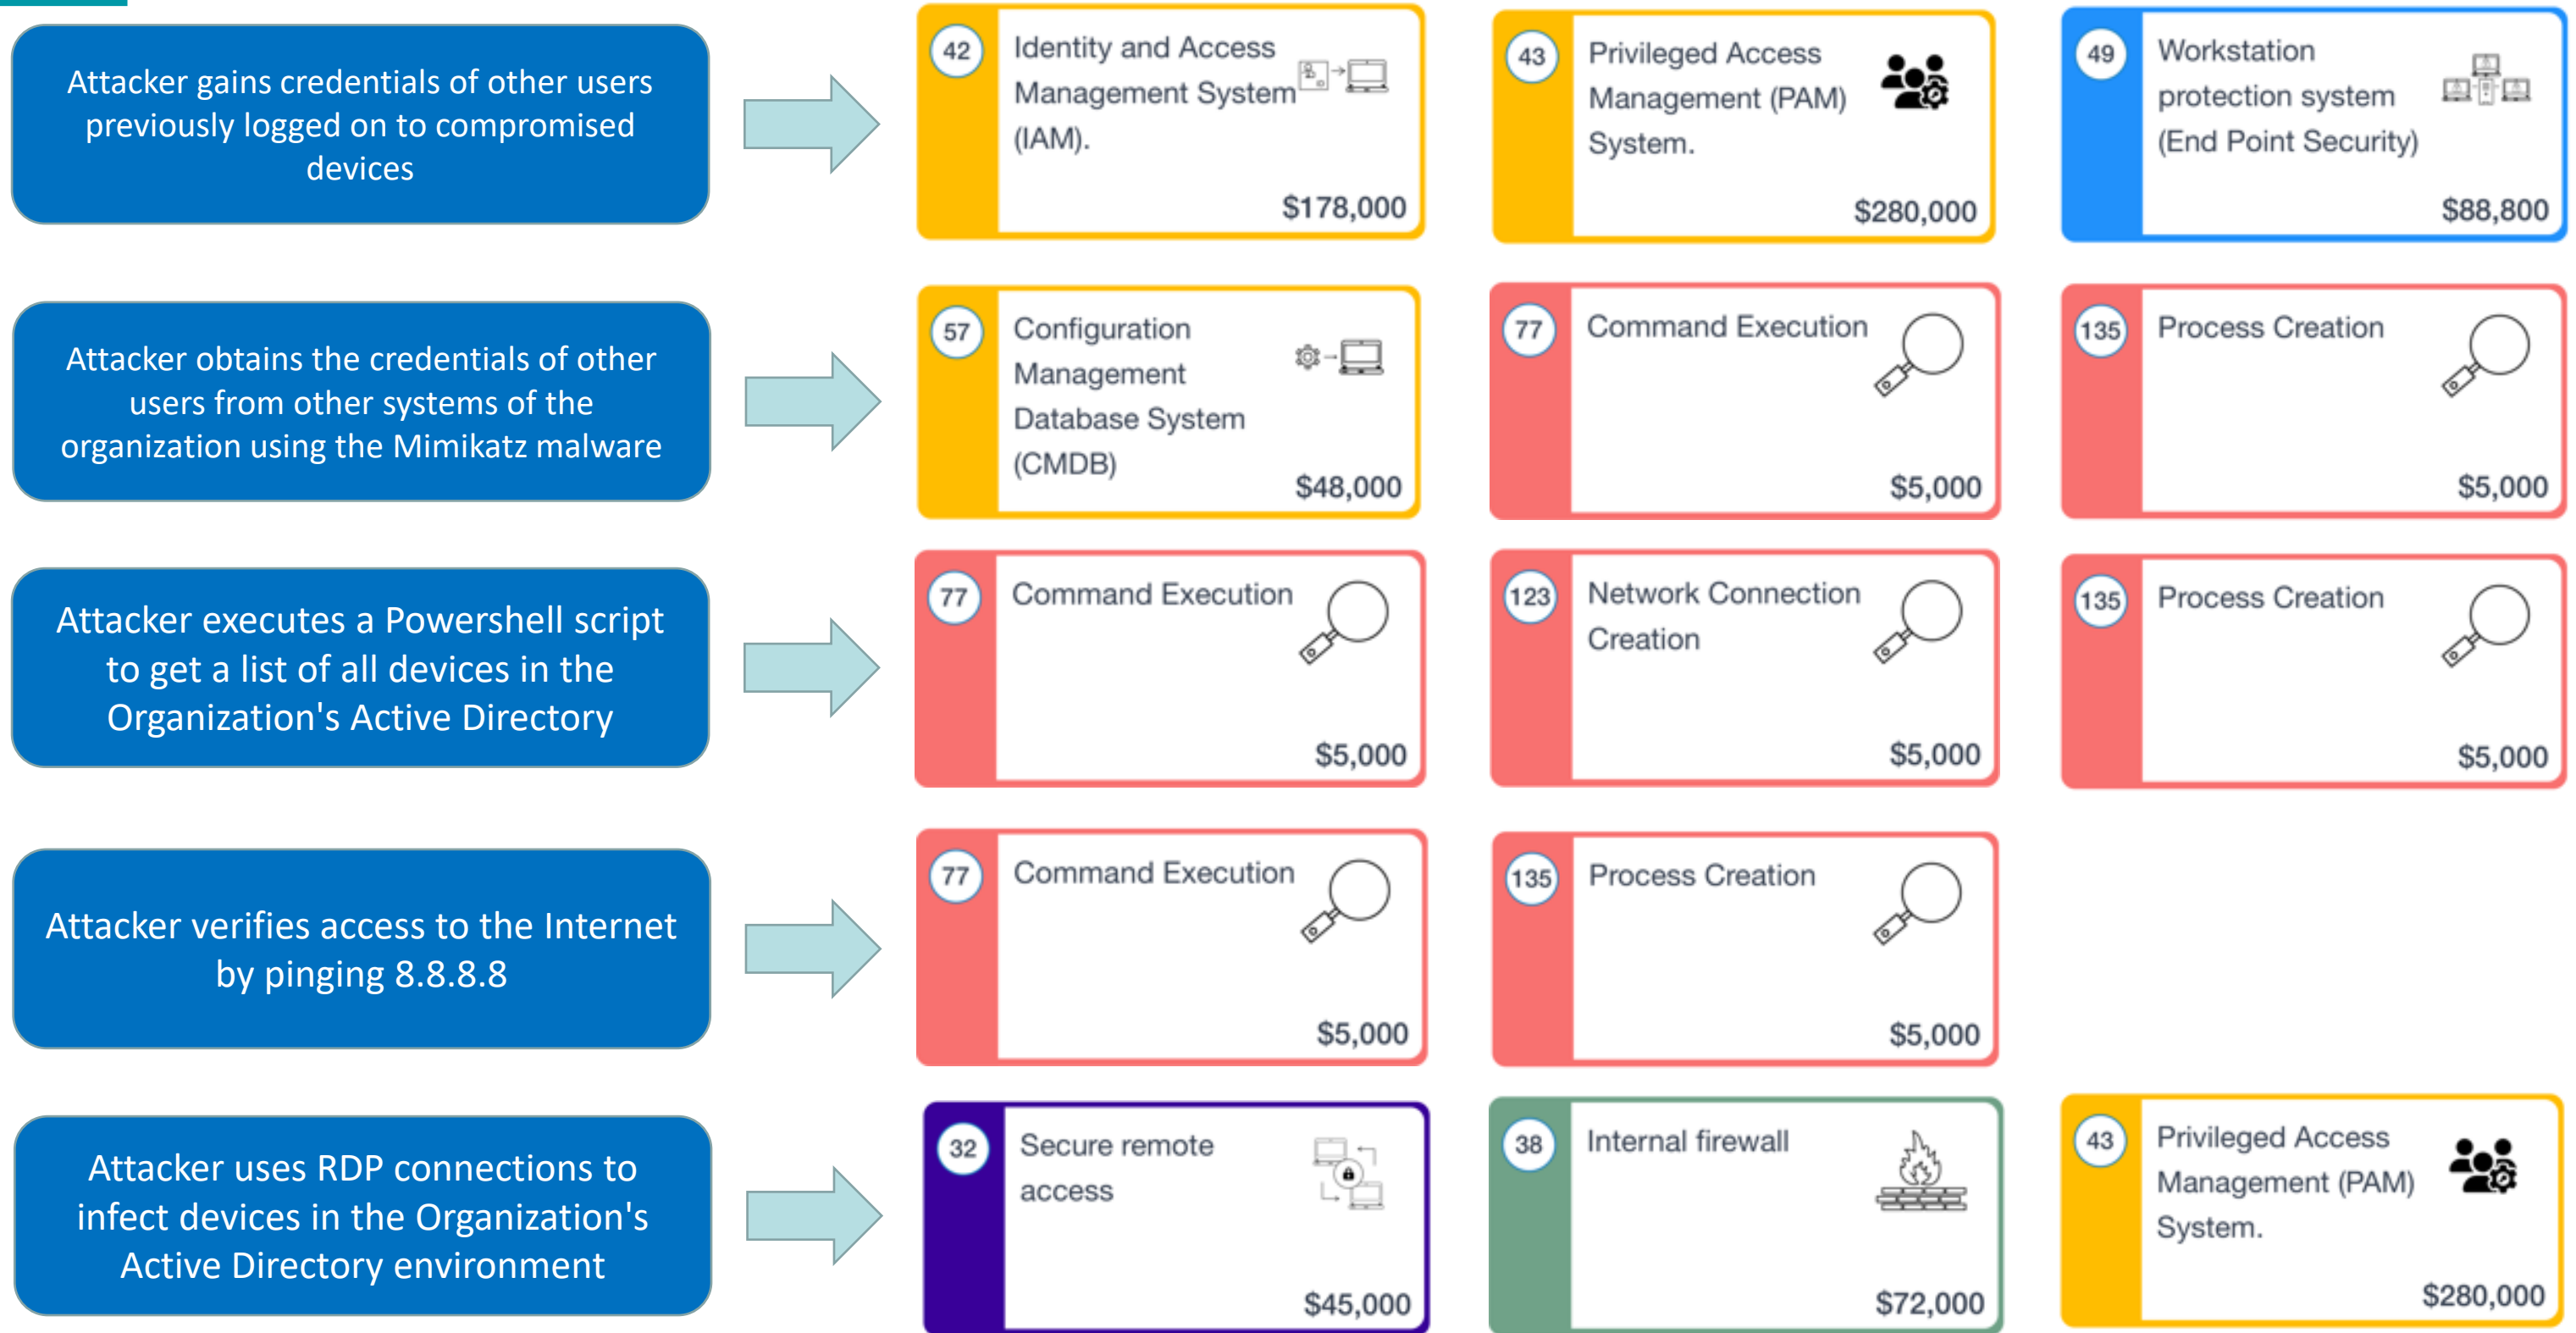 Attacker gains credentials of other users
previously logged on to compromised
devices
42
Identity and Access
Management System
(IAM).
$178,000
43
Privileged Access
Management (PAM)
System.
$280,000
49
Workstation
protection system
(End Point Security)
$88,800
Attacker obtains the credentials of other
users from other systems of the
organization using the Mimikatz malware
57
Configuration
Management
Database System
(CMDB)
$48,000
77
Command Execution
$5,000
135
Process Creation
$5,000
Attacker executes a Powershell script
to get a list of all devices in the
Organization's Active Directory
77
Command Execution
$5,000
123
Network Connection
Creation
$5,000
135
Process Creation
$5,000
Attacker verifies access to the Internet
by pinging 8.8.8.8
77
Command Execution
$5,000
135
Process Creation
$5,000
Attacker uses RDP connections to
infect devices in the Organization's
Active Directory environment
32
Secure remote
access
$45,000
38
Internal firewall
$72,000
43
Privileged Access
Management (PAM)
System.
$280,000